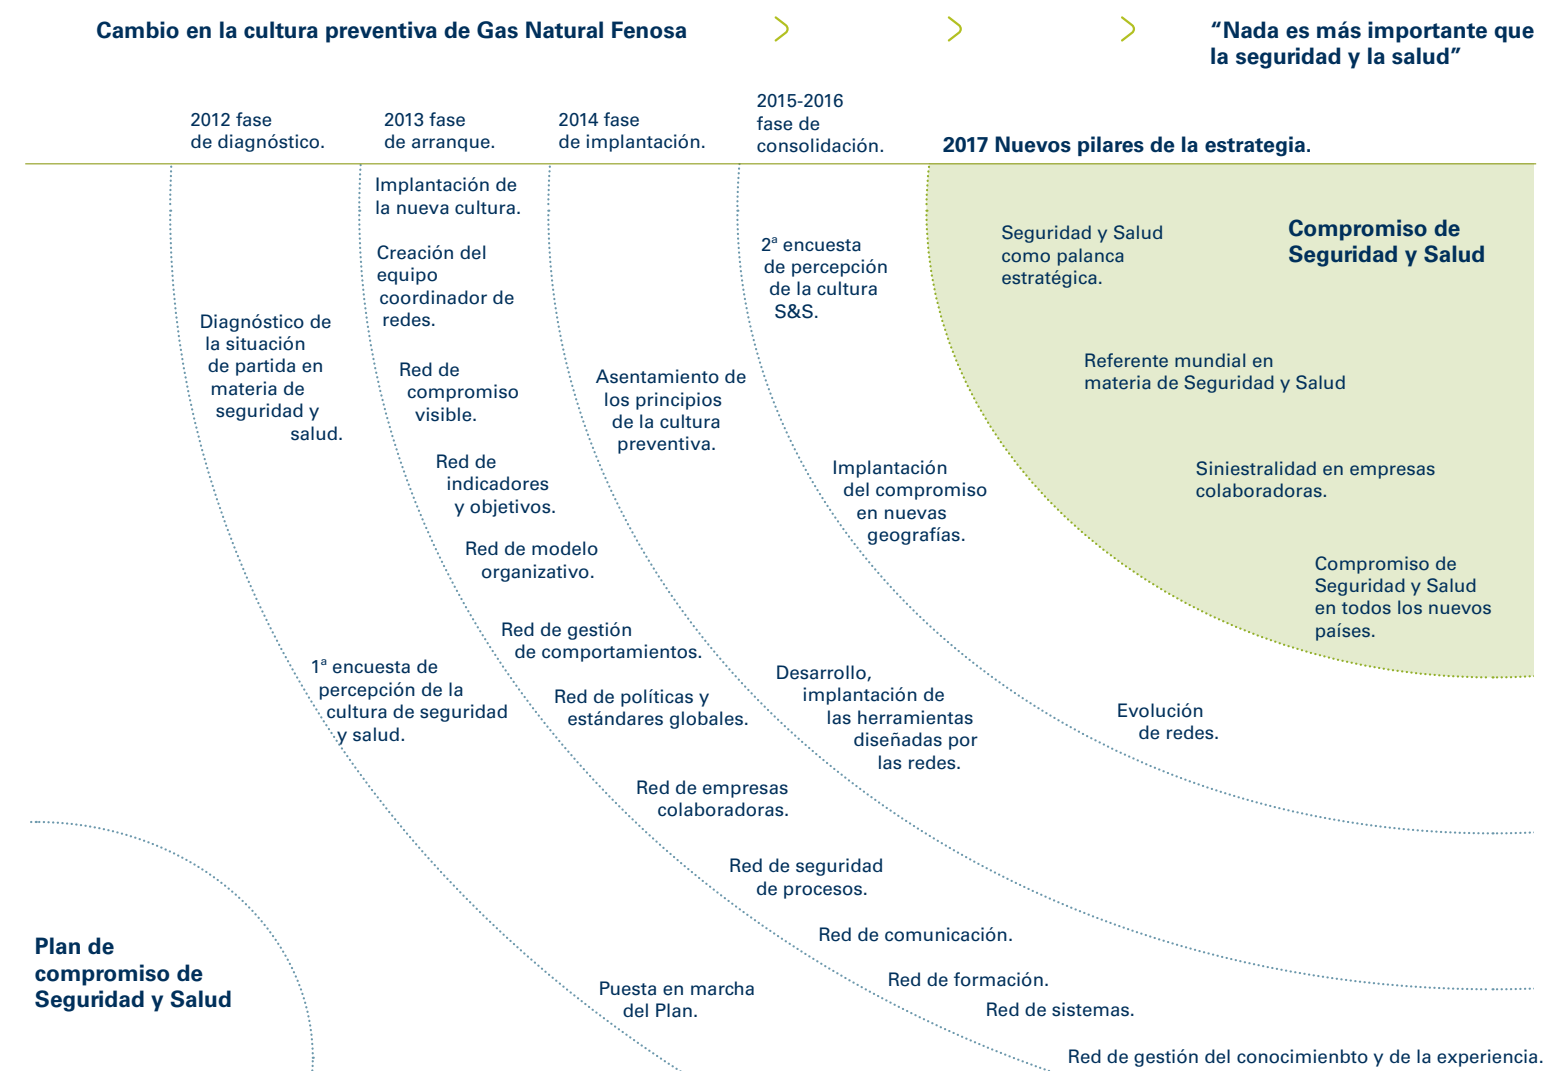 Cambio en la cultura preventiva de Gas Natural Fenosa
“Nada es más importante que
la seguridad y la salud”
2012 fase
de diagnóstico.
2013 fase
de arranque.
2014 fase
de implantación.
2015-2016
fase de
consolidación.
2017 Nuevos pilares de la estrategia.
Diagnóstico de
la situación
de partida en
materia de
seguridad y
salud.
1ª encuesta de
percepción de la
cultura de seguridad
y salud.
Puesta en marcha
del Plan.
Implantación de
la nueva cultura.
Creación del
equipo
coordinador de
redes.
Red de
compromiso
visible.
Red de
indicadores
y objetivos.
Red de modelo
organizativo.
Red de gestión
de comportamientos.
Red de políticas y
estándares globales.
Red de empresas
colaboradoras.
Red de seguridad
de procesos.
Red de comunicación.
Red de formación.
Red de sistemas.
Red de gestión del conocimienbto y de la experiencia.
Asentamiento de
los principios
de la cultura
preventiva.
Desarrollo,
implantación de
las herramientas
diseñadas por
las redes.
2ª encuesta
de percepción
de la cultura
S&S.
Implantación
del compromiso
en nuevas
geografías.
Evolución
de redes.
Seguridad y Salud
como palanca
estratégica.
Compromiso de
Seguridad y Salud
Referente mundial en
materia de Seguridad y Salud
Siniestralidad en empresas
colaboradoras.
Compromiso de
Seguridad y Salud
en todos los nuevos
países.
Plan de
compromiso de
Seguridad y Salud